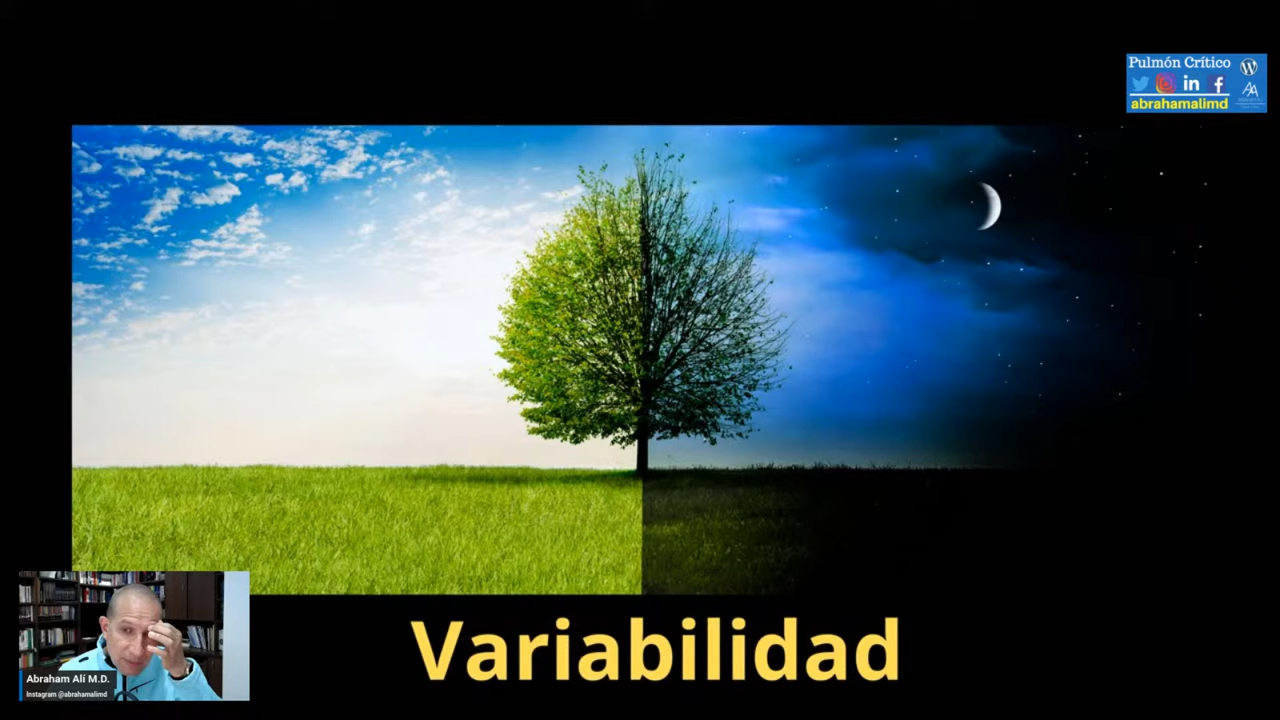 Pulmón Crítico
abrahamalimd
Variabilidad
Abraham Alí M.D.
Instagram @abrahamalimd